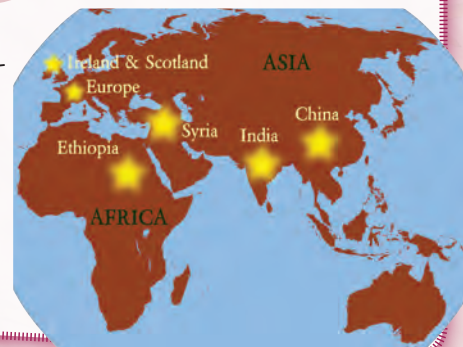 Ireland & Scotland
ASIA
Europe
China
Syria
India
Ethiopia
AFRICA